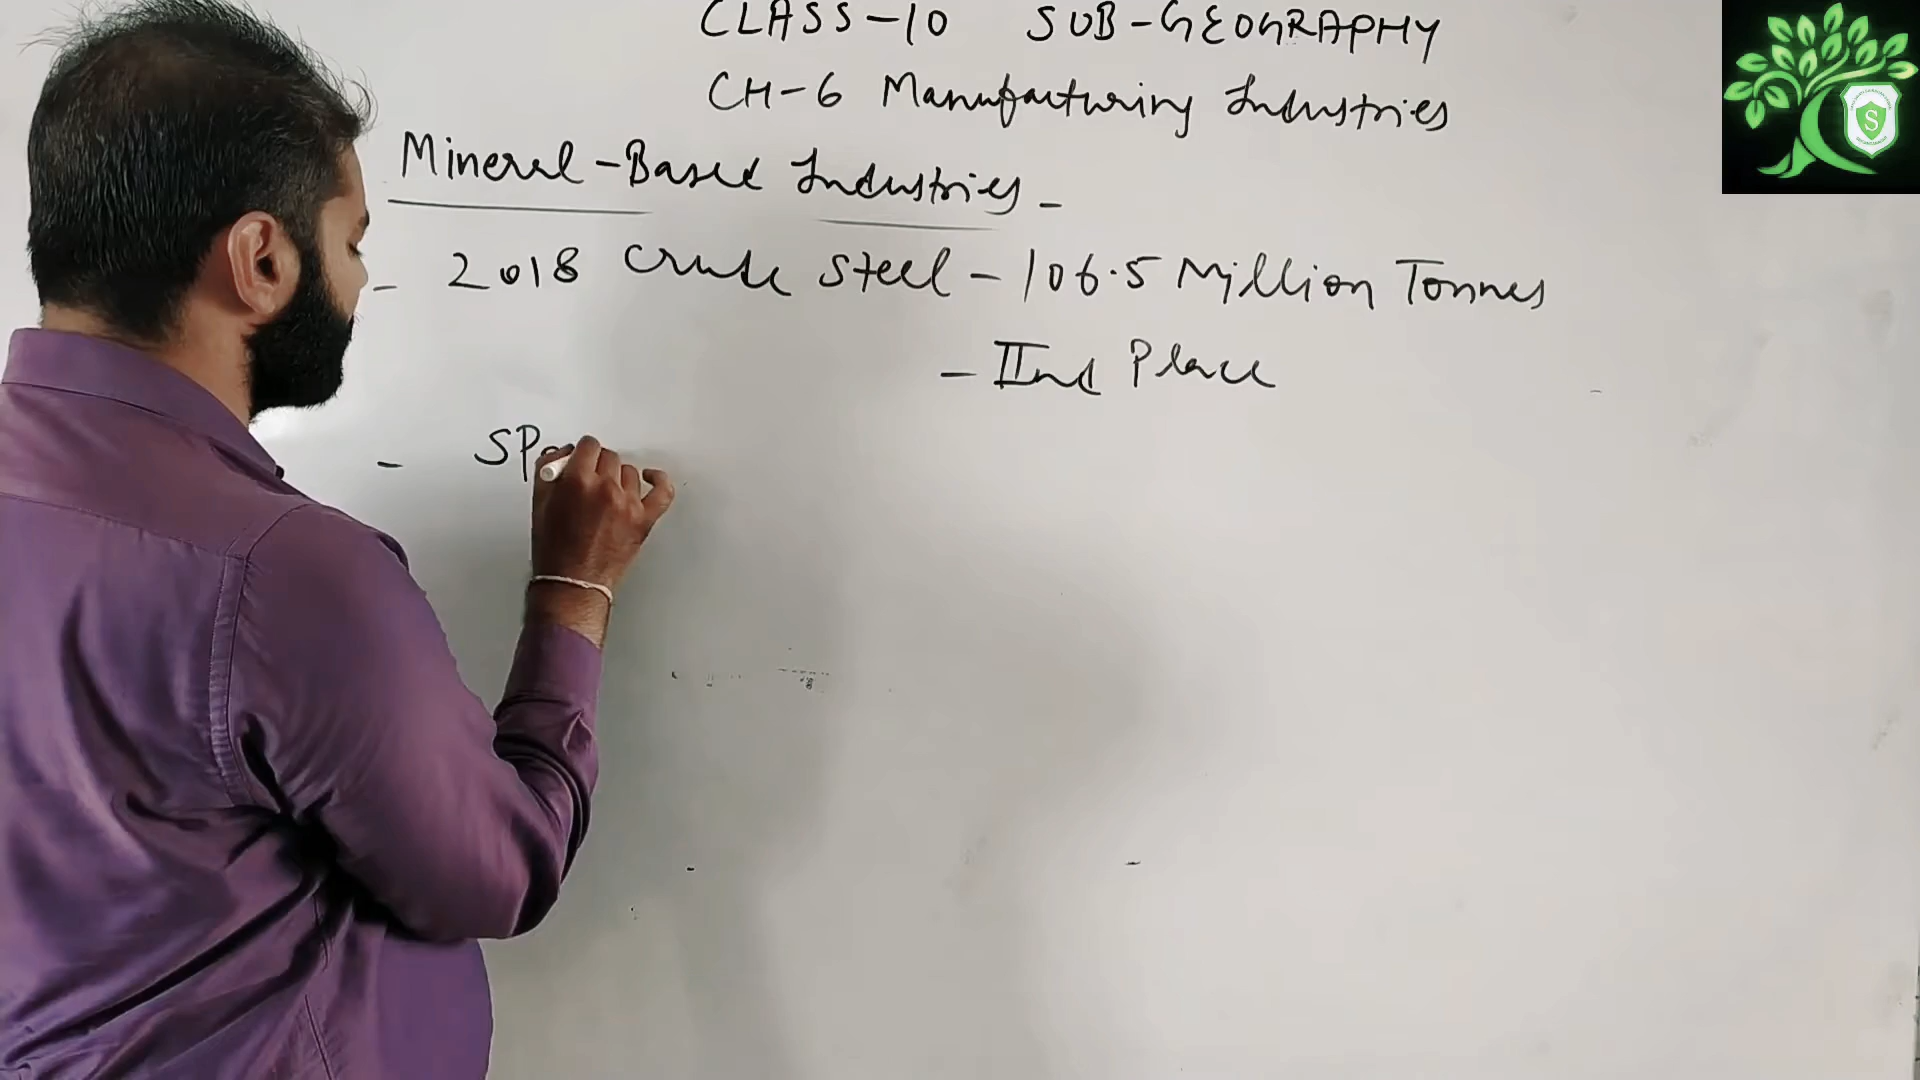 CLASS-10 SUB-GEOGRAPHY
CH-6 Manufacturing Industries
Mineral-Based Industries -
- 2018 Crude Steel - 106.5 Million Tonnes
- IInd Place
- SPo
S